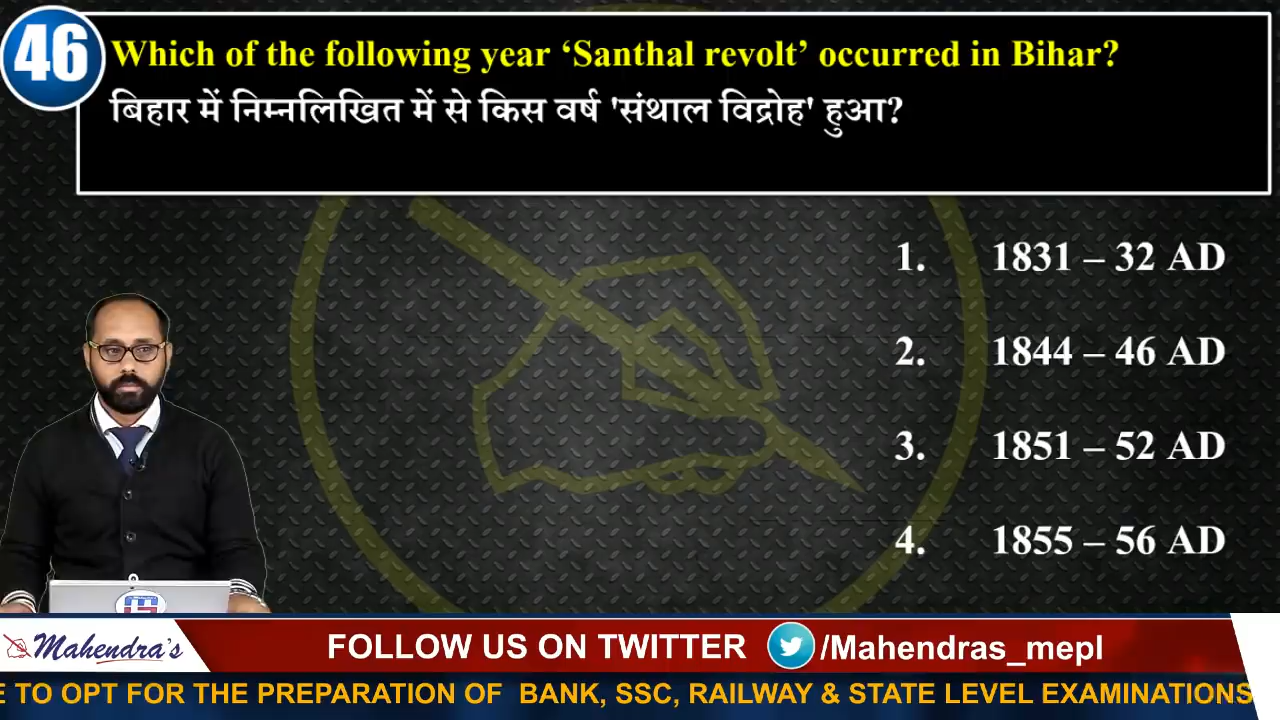 46
Which of the following year ‘Santhal revolt’ occurred in Bihar?
बिहार में निम्नलिखित में से किस वर्ष 'संथाल विद्रोह' हुआ?
1. 1831 – 32 AD
2. 1844 – 46 AD
3. 1851 – 52 AD
4. 1855 – 56 AD
Mahendra's
FOLLOW US ON TWITTER /Mahendras_mepl
E TO OPT FOR THE PREPARATION OF BANK, SSC, RAILWAY & STATE LEVEL EXAMINATIONS